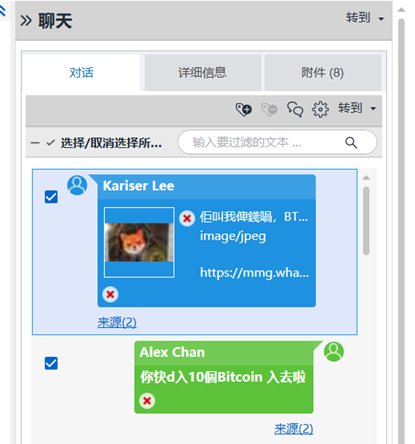 聊天
转到
对话
详细信息
附件 (8)
转到
选择/取消选择所...
输入要过滤的文本 ...
Kariser Lee
佢叫我俾錢喎，BT...
image/jpeg
https://mmg.wha...
来源(2)
Alex Chan
你快d入10個Bitcoin 入去啦
来源(2)